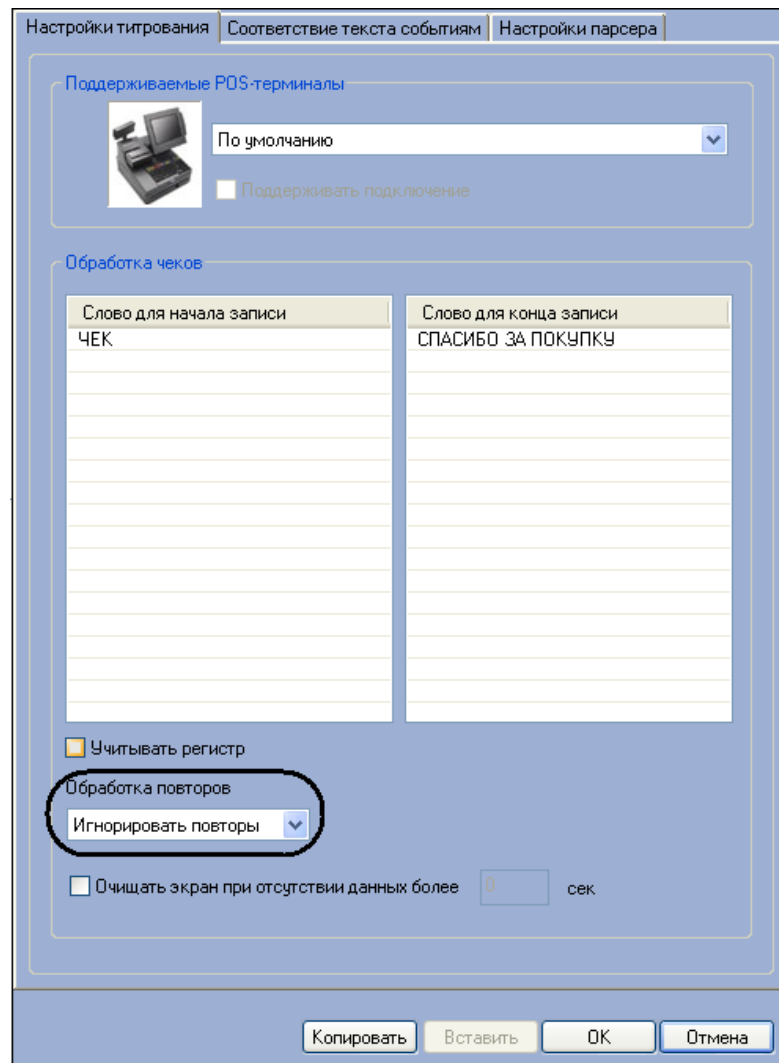 Настройки титрования Соответствие текста событиям Настройки парсера
Поддерживаемые POS-терминалы
По умолчанию
Поддерживать подключение
Обработка чеков
Слово для начала записи Слово для конца записи
ЧЕК СПАСИБО ЗА ПОКУПКУ
Учитывать регистр
Обработка повторов
Игнорировать повторы
Очищать экран при отсутствии данных более 0 сек
Копировать Вставить OK Отмена